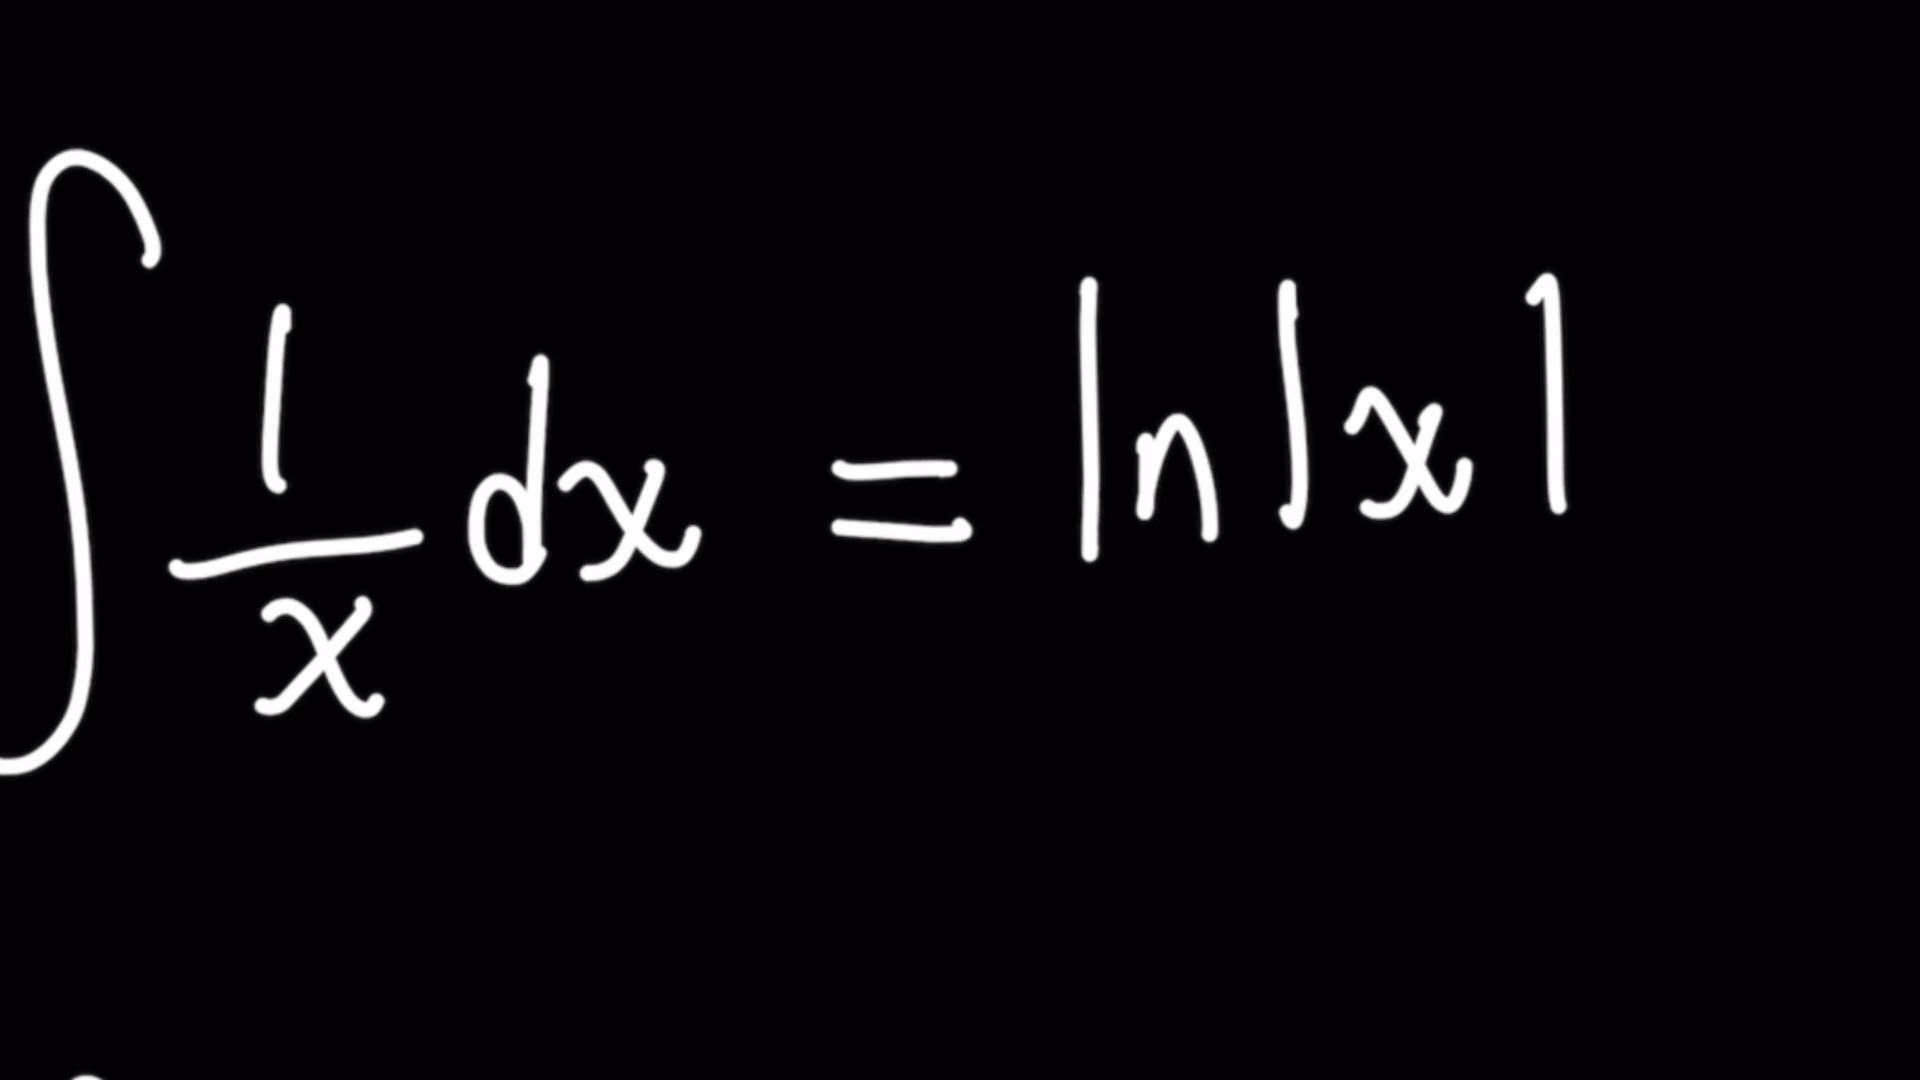 ∫ 1/x dx = ln|x|